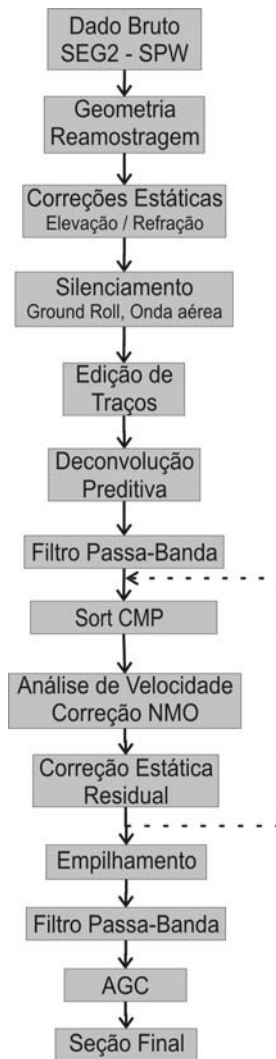 Dado Bruto
SEG2 - SPW
Geometria
Reamostragem
Correções Estáticas
Elevação / Refração
Silenciamento
Ground Roll, Onda aérea
Edição de
Traços
Deconvolução
Preditiva
Filtro Passa-Banda
Sort CMP
Análise de Velocidade
Correção NMO
Correção Estática
Residual
Empilhamento
Filtro Passa-Banda
AGC
Seção Final